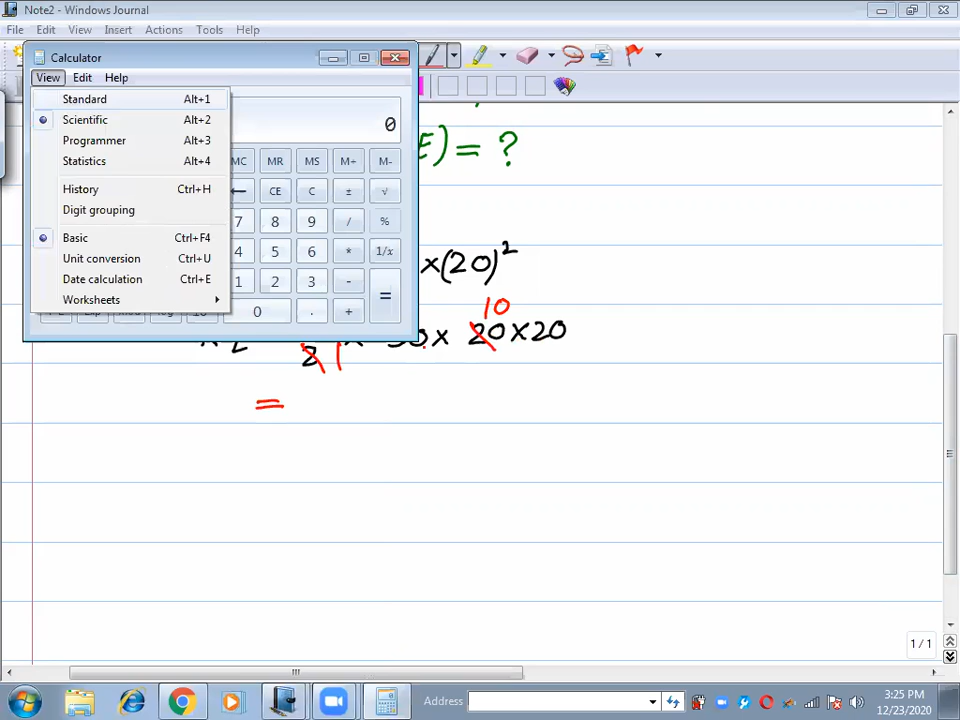 Note2 - Windows Journal
File Edit View Insert Actions Tools Help
Calculator
View Edit Help
Standard Alt+1
Scientific Alt+2
Programmer Alt+3
Statistics Alt+4
History Ctrl+H
Digit grouping
Basic Ctrl+F4
Unit conversion Ctrl+U
Date calculation Ctrl+E
Worksheets
0
MC MR MS M+ M-
← CE C ± √
7 8 9 / %
4 5 6 * 1/x
1 2 3 - =
0 . +
E) = ?
×(20)²
10
2 1 × 30 × 20×20
=
1 / 1
Address
3:25 PM
12/23/2020